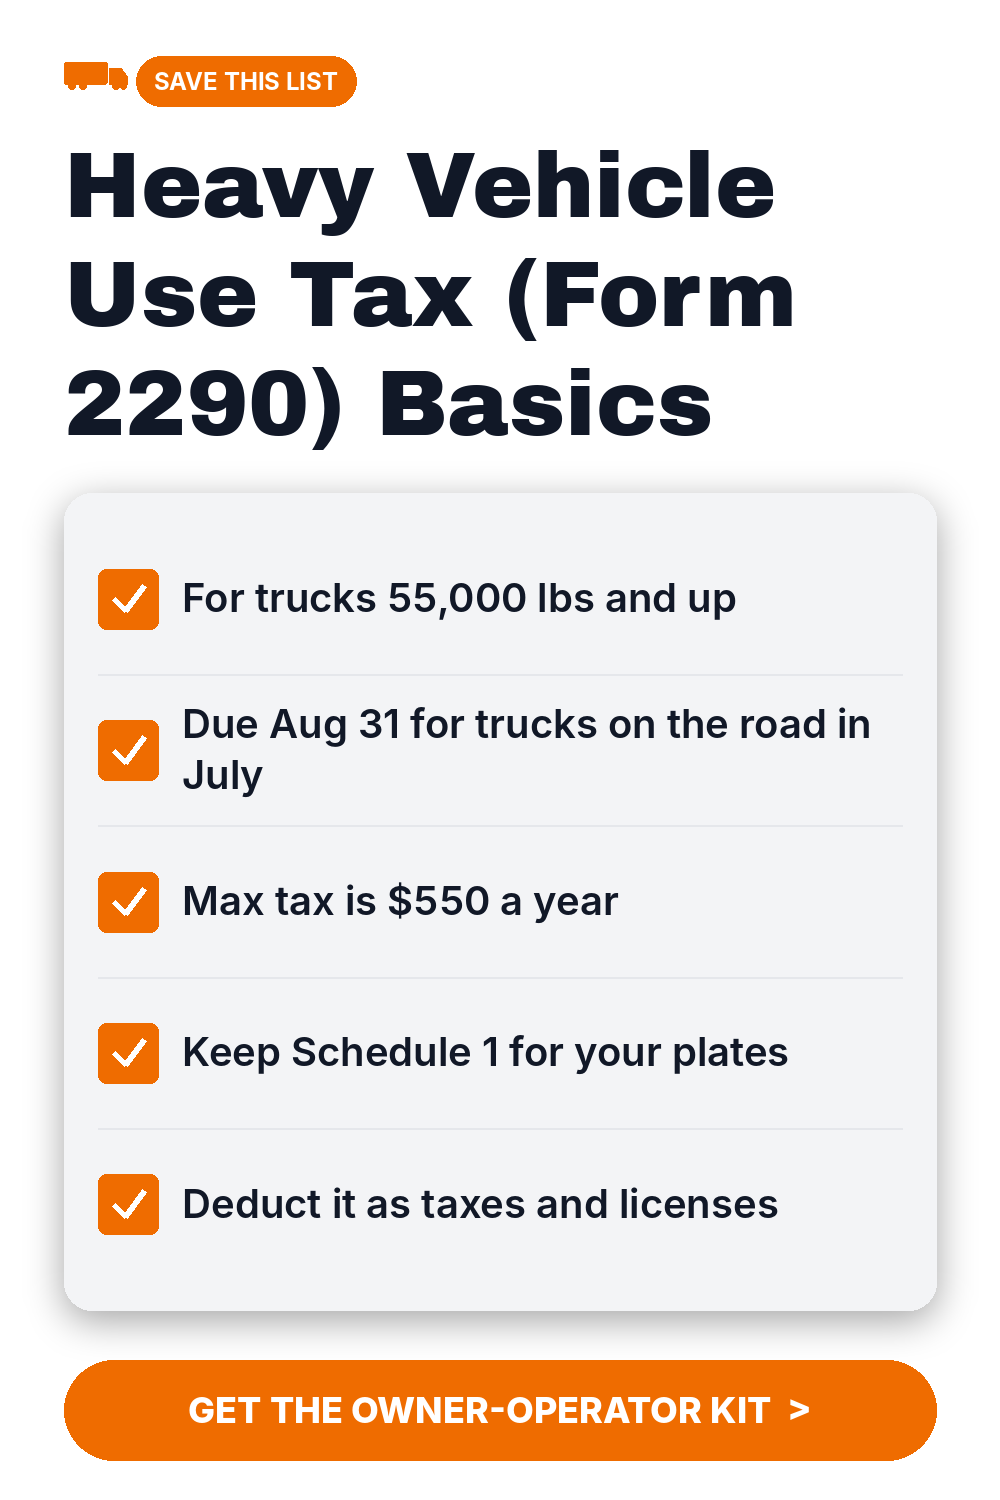 SAVE THIS LIST
Heavy Vehicle
Use Tax (Form
2290) Basics
For trucks 55,000 lbs and up
Due Aug 31 for trucks on the road in
July
Max tax is $550 a year
Keep Schedule 1 for your plates
Deduct it as taxes and licenses
GET THE OWNER-OPERATOR KIT >